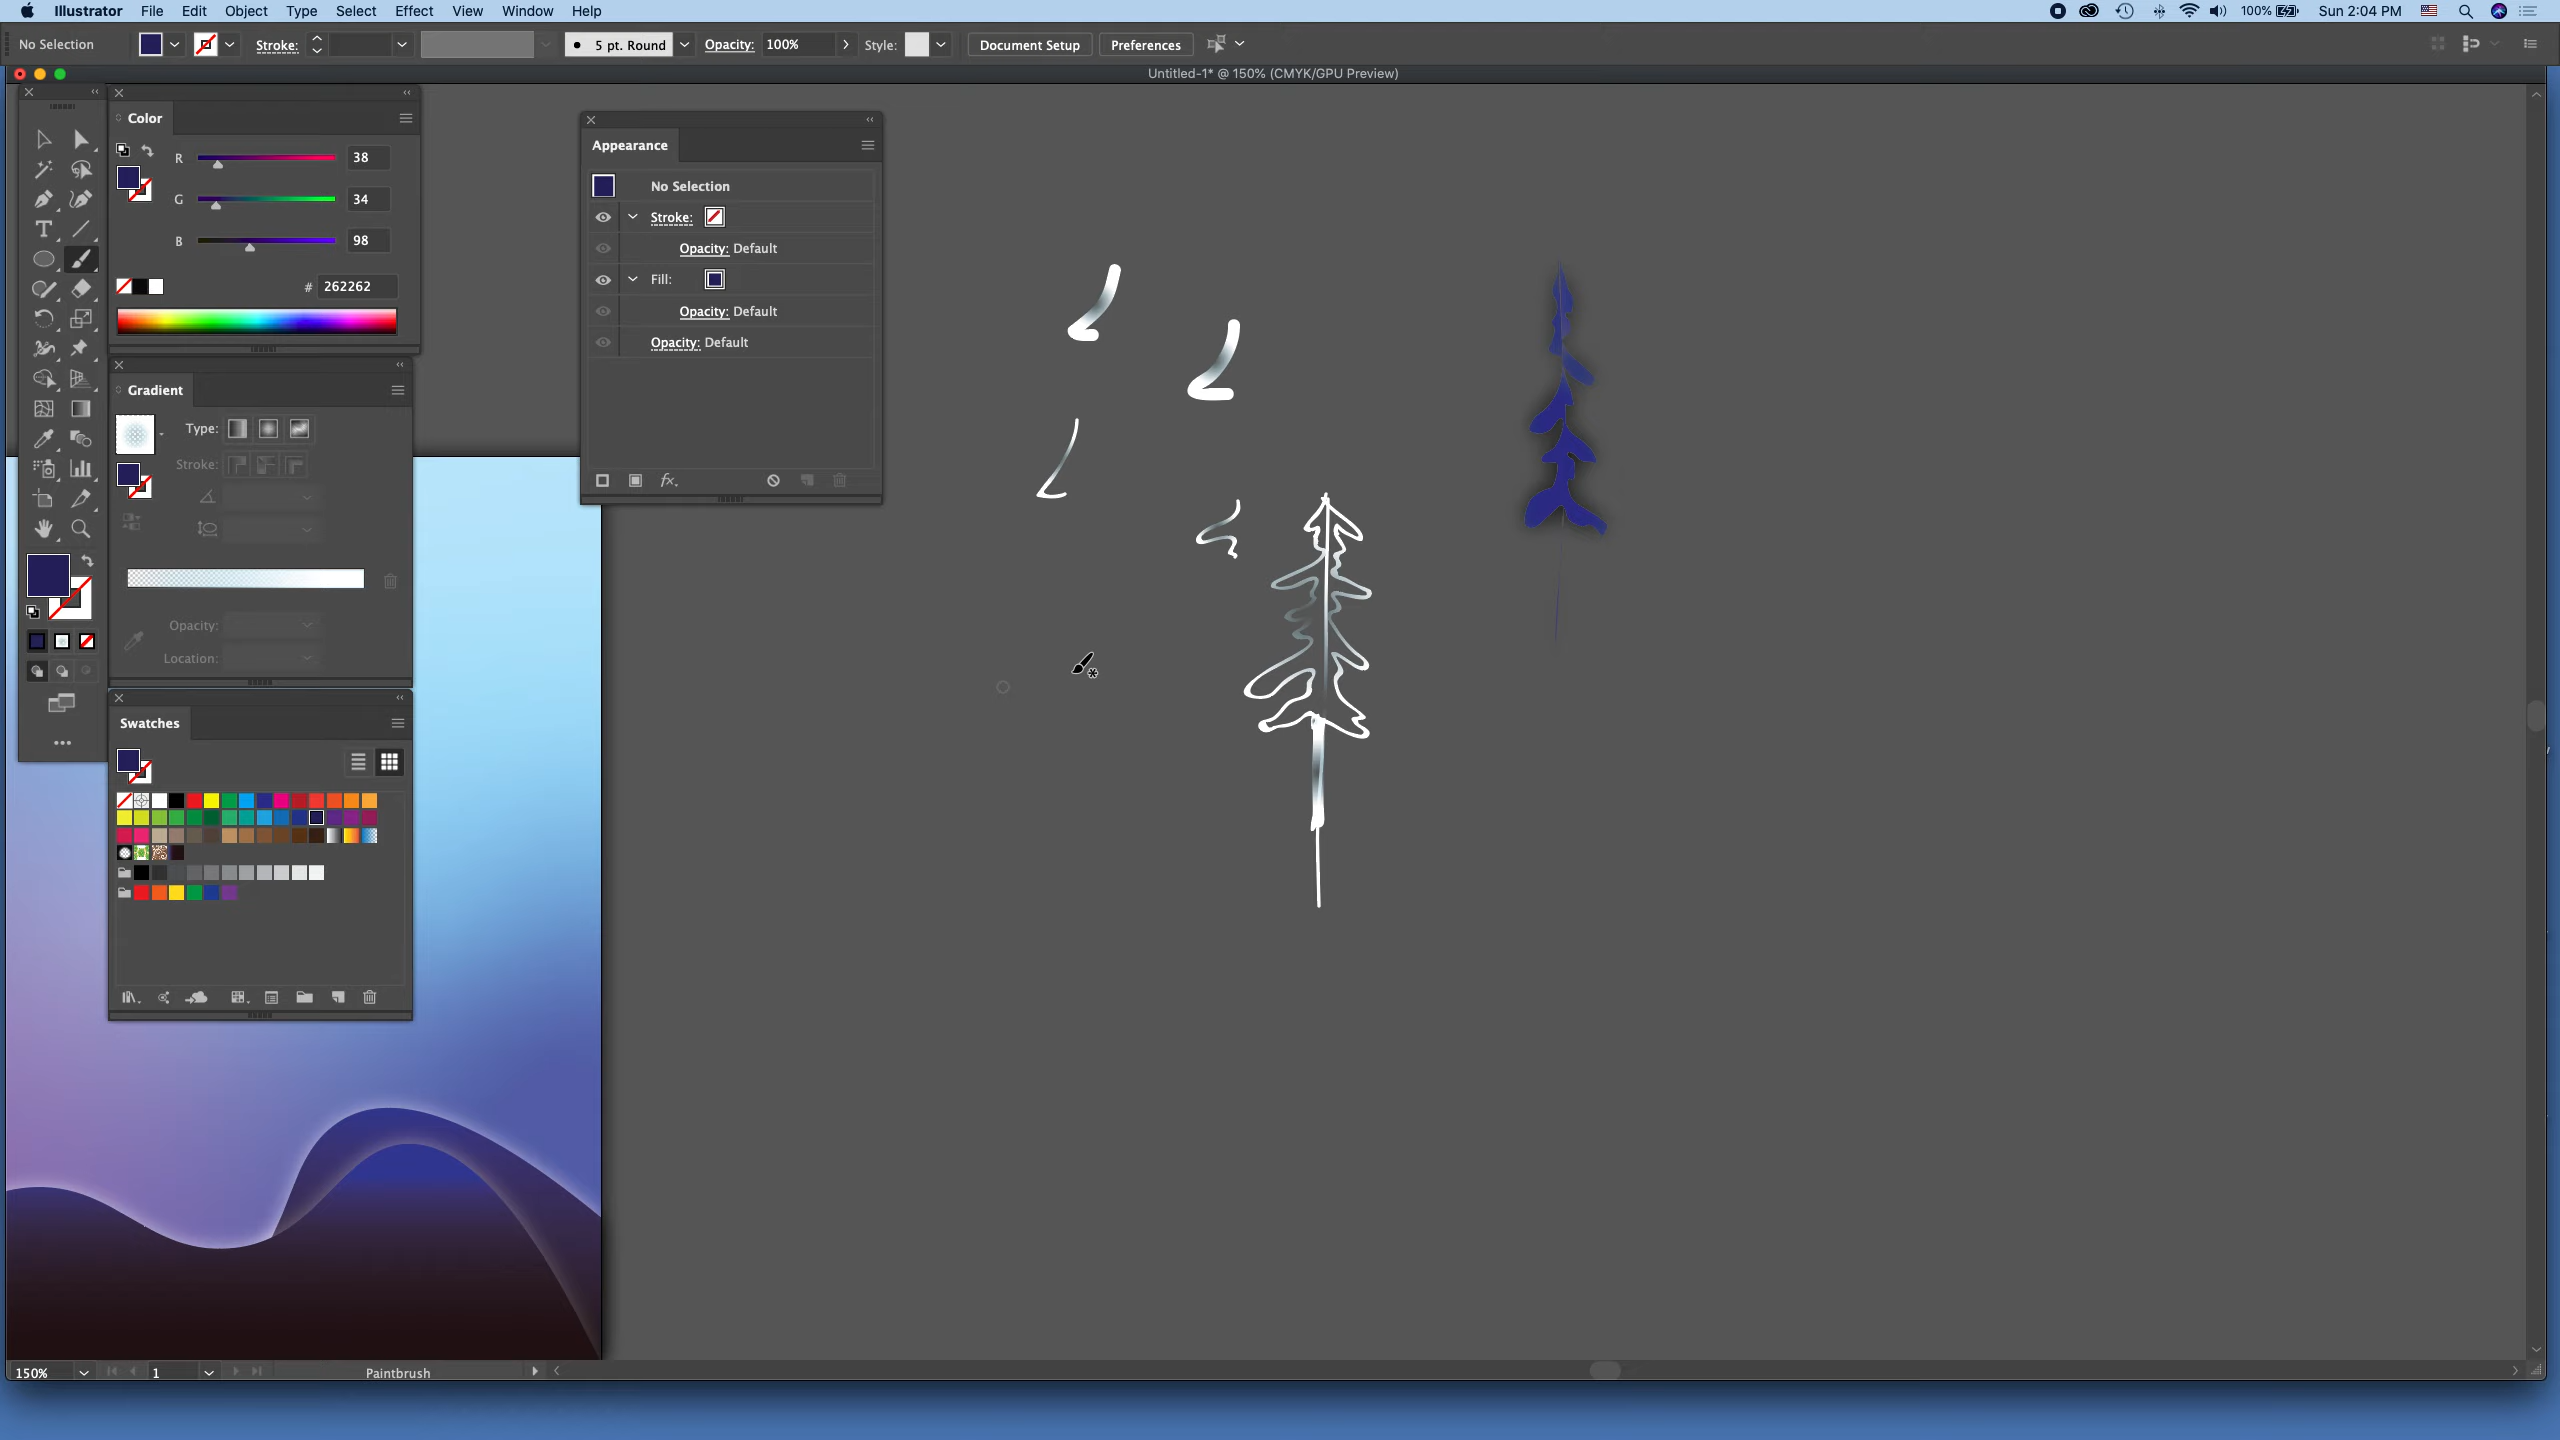 Illustrator File Edit Object Type Select Effect View Window Help
100% Sun 2:04 PM
No Selection Stroke: 5 pt. Round Opacity: 100% Style: Document Setup Preferences
Untitled-1* @ 150% (CMYK/GPU Preview)
Color
R 38
G 34
B 98
# 262262
Gradient
Type:
Stroke:
Opacity:
Location:
Swatches
Appearance
No Selection
Stroke:
Opacity: Default
Fill:
Opacity: Default
Opacity: Default
150% 1 Paintbrush